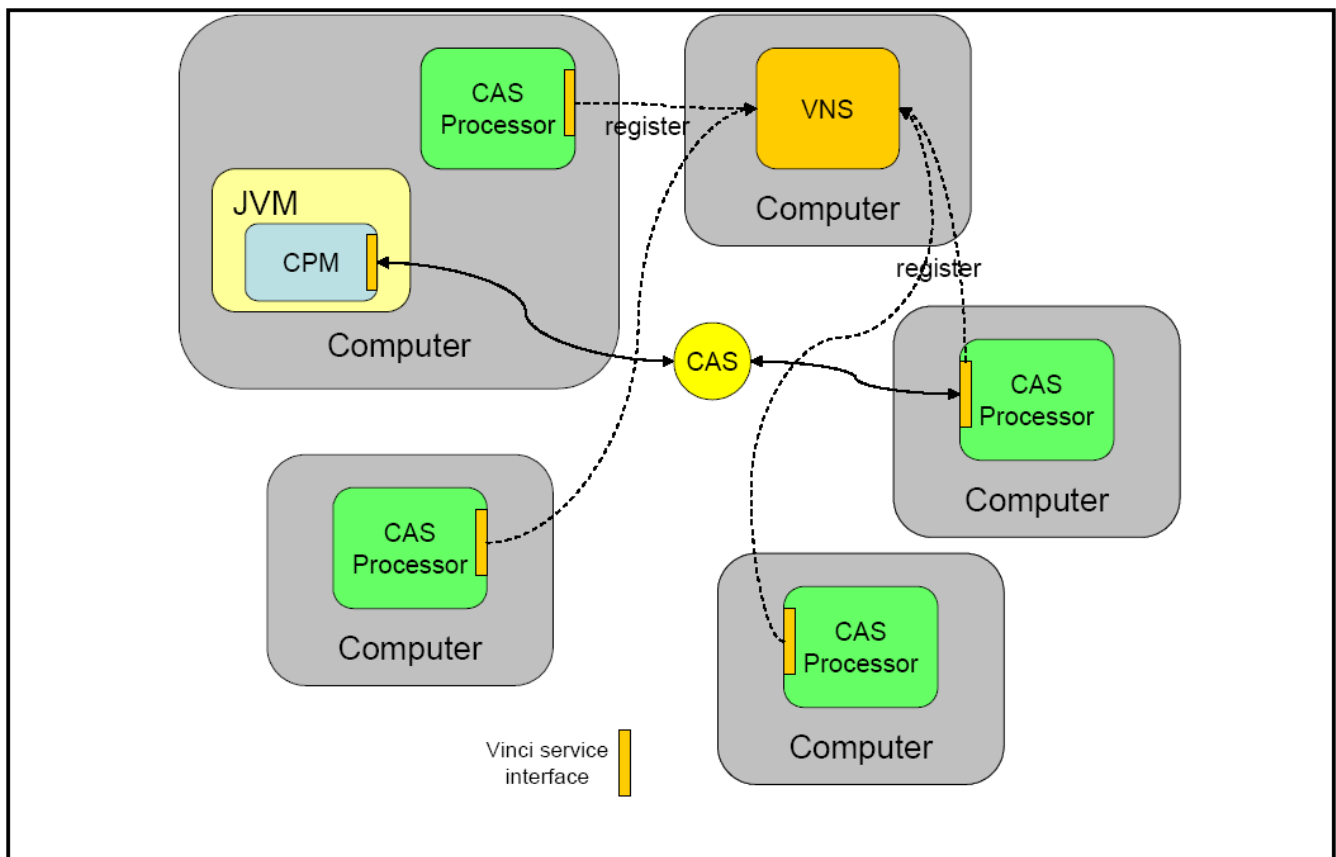 CAS
Processor
VNS
register
Computer
JVM
CPM
register
Computer
CAS
CAS
Processor
Computer
CAS
Processor
Computer
CAS
Processor
Computer
Vinci service
interface